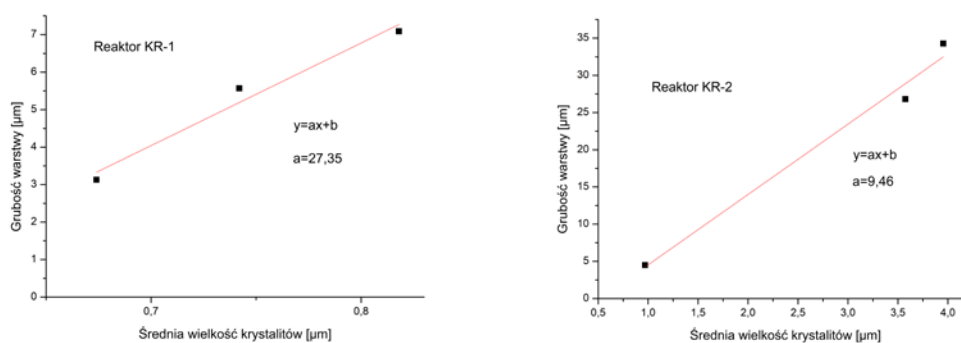 Reaktor KR-1
y=ax+b
a=27,35
Grubość warstwy [µm]
7
6
5
4
3
2
1
0
0,7
0,8
Średnia wielkość krystalitów [µm]
Reaktor KR-2
y=ax+b
a=9,46
Grubość warstwy [µm]
35
30
25
20
15
10
5
0
0,5
1,0
1,5
2,0
2,5
3,0
3,5
4,0
Średnia wielkość krystalitów [µm]